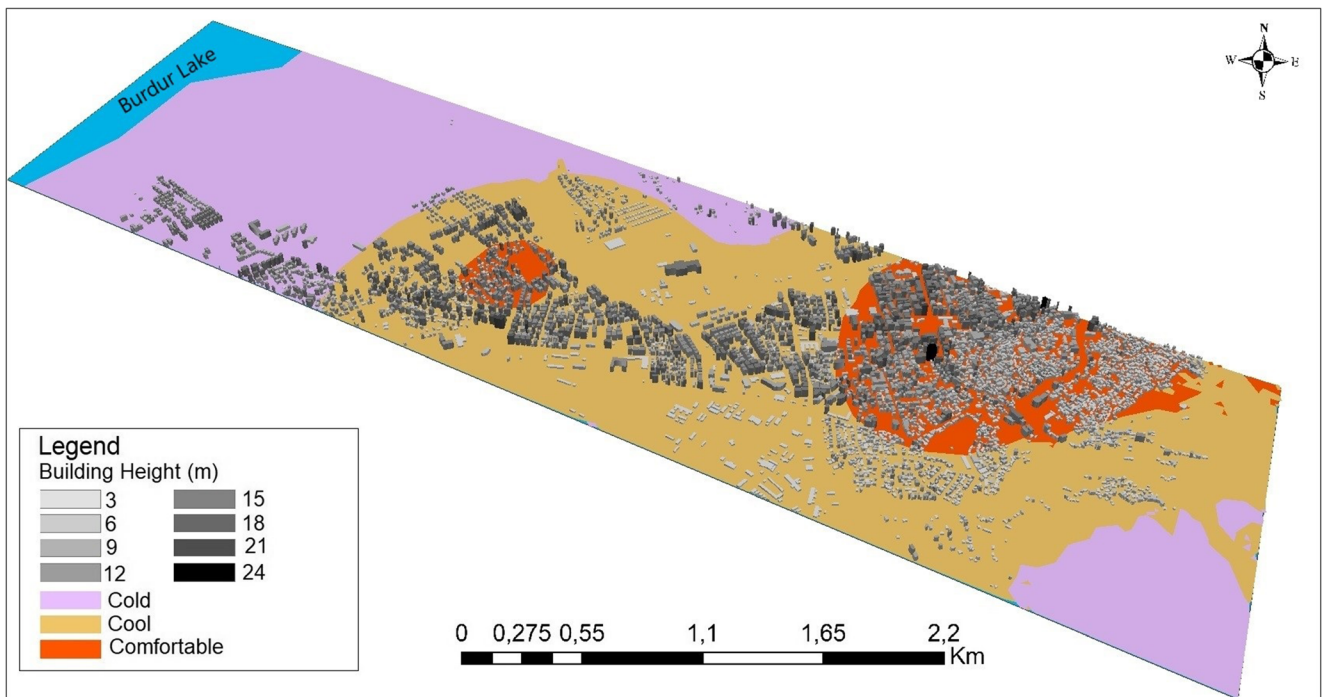 Burdur Lake
N
W
E
S
Legend
Building Height (m)
3
15
6
18
9
21
12
24
Cold
Cool
Comfortable
0
0,275
0,55
1,1
1,65
2,2
Km